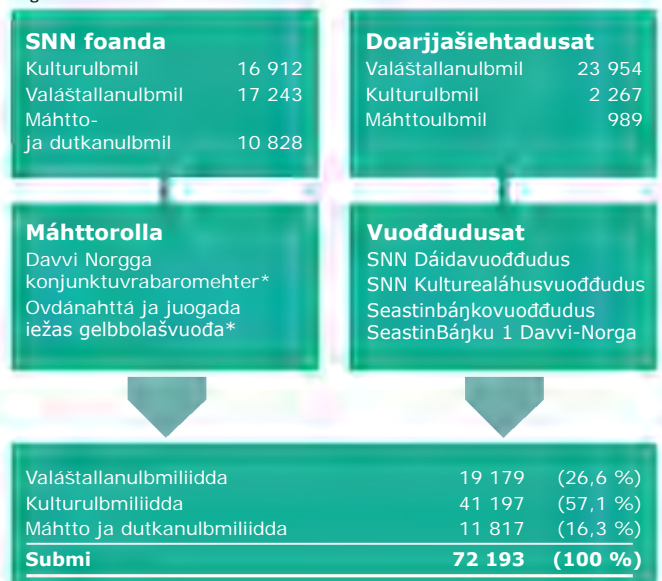 SNN foanda
Kulturulbmil 16 912
Valáštallanulbmil 17 243
Máhtto-
ja dutkanulbmil 10 828
Doarjjašiehtadusat
Valáštallanulbmil 23 954
Kulturulbmil 2 267
Máhttoulbmil 989
Máhttorolla
Davvi Norgga
konjunktuvrabaromehter*
Ovdánahttá ja juogada
iežas gelbbolašvuođa*
Vuođđudusat
SNN Dáidavuođđudus
SNN Kulturealáhusvuođđudus
Seastinbáŋkovuođđudus
SeastinBáŋku 1 Davvi-Norga
Valáštallanulbmiliidda 19 179 (26,6 %)
Kulturulbmiliidda 41 197 (57,1 %)
Máhtto ja dutkanulbmiliidda 11 817 (16,3 %)
Submi 72 193 (100 %)